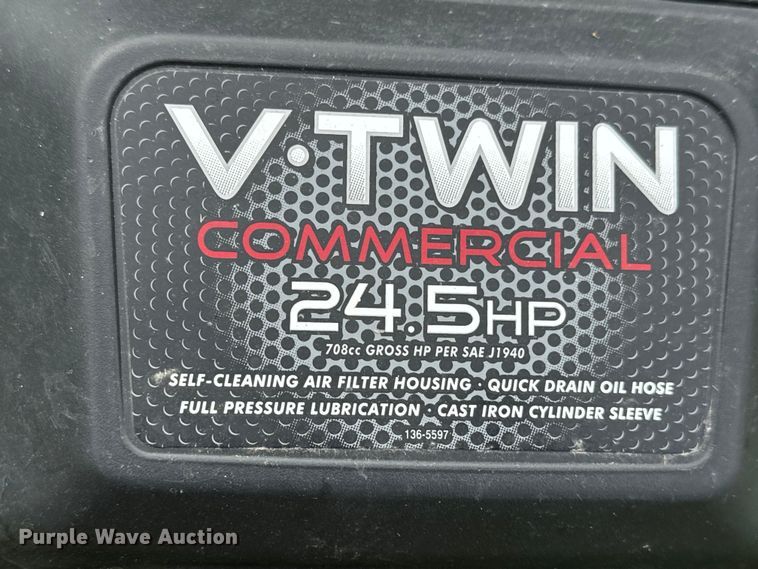 V·TWIN
COMMERCIAL
24.5HP
708cc GROSS HP PER SAE J1940
SELF-CLEANING AIR FILTER HOUSING · QUICK DRAIN OIL HOSE
FULL PRESSURE LUBRICATION · CAST IRON CYLINDER SLEEVE
136-5597
Purple Wave Auction